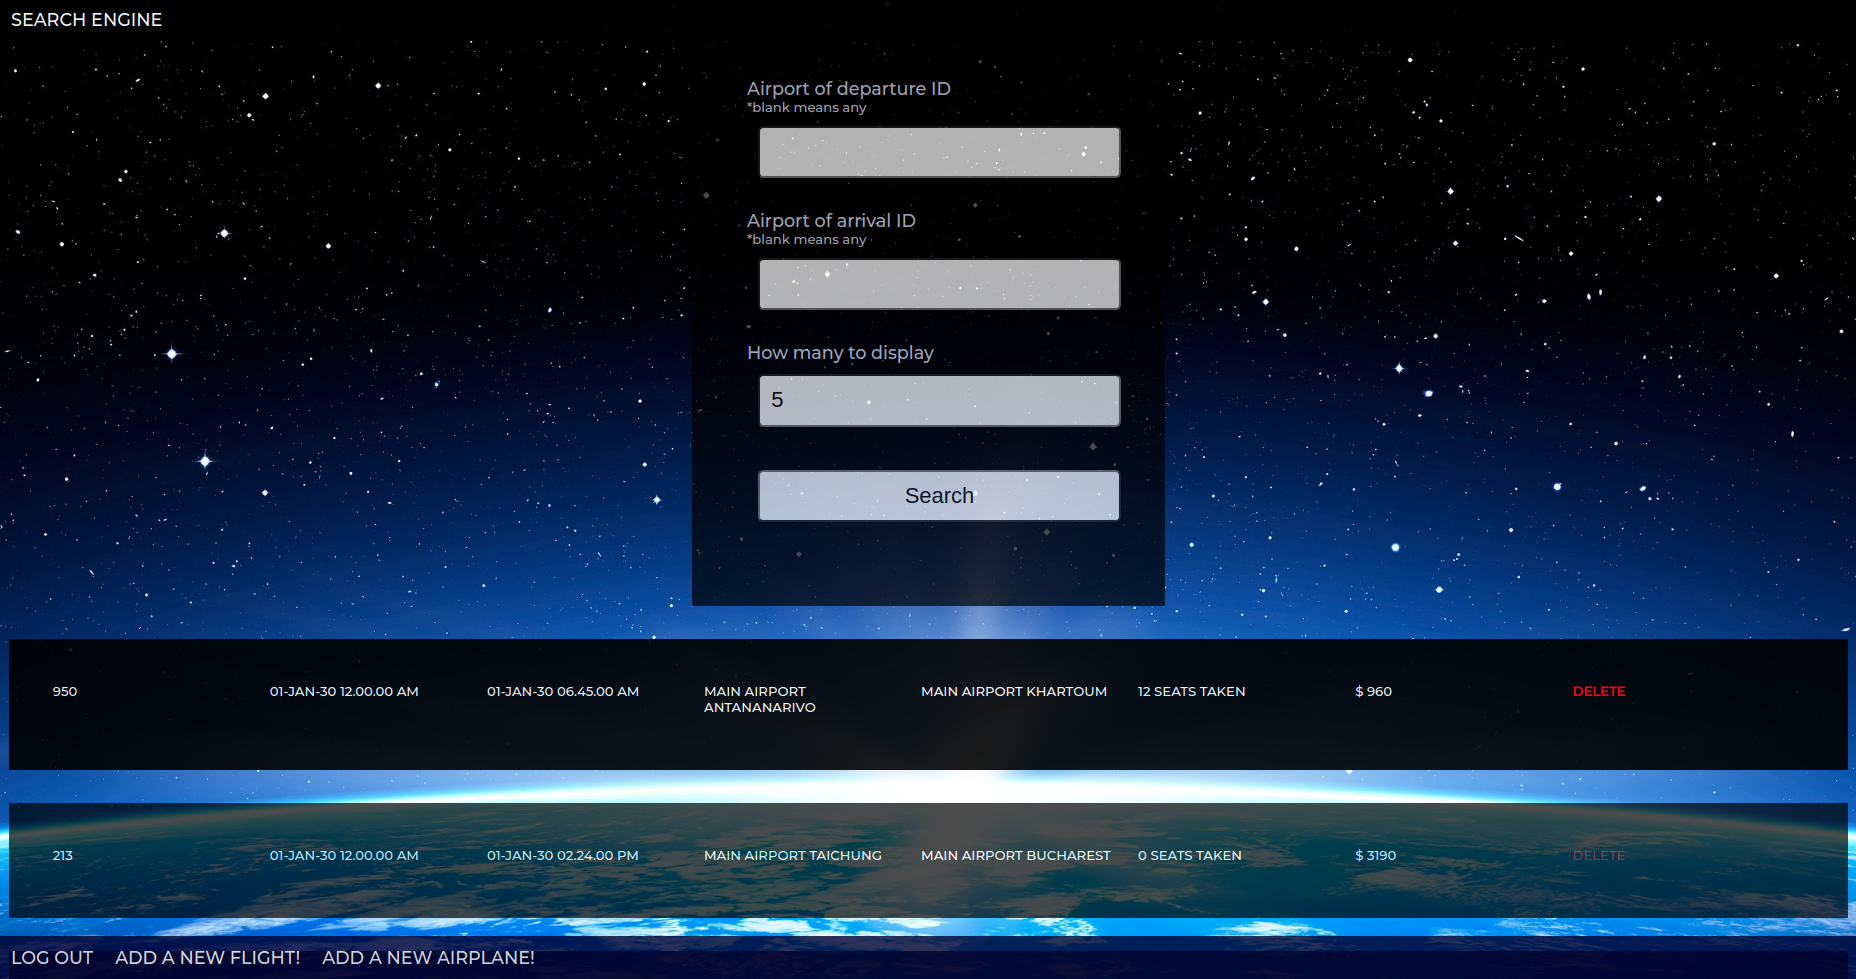 SEARCH ENGINE
Airport of departure ID
*blank means any
Airport of arrival ID
*blank means any
How many to display
5
Search
950 01-JAN-30 12.00.00 AM 01-JAN-30 06.45.00 AM MAIN AIRPORT MAIN AIRPORT KHARTOUM 12 SEATS TAKEN $ 960 DELETE
ANTANANARIVO
213 01-JAN-30 12.00.00 AM 01-JAN-30 02.24.00 PM MAIN AIRPORT TAICHUNG MAIN AIRPORT BUCHAREST 0 SEATS TAKEN $ 3190 DELETE
LOG OUT ADD A NEW FLIGHT! ADD A NEW AIRPLANE!